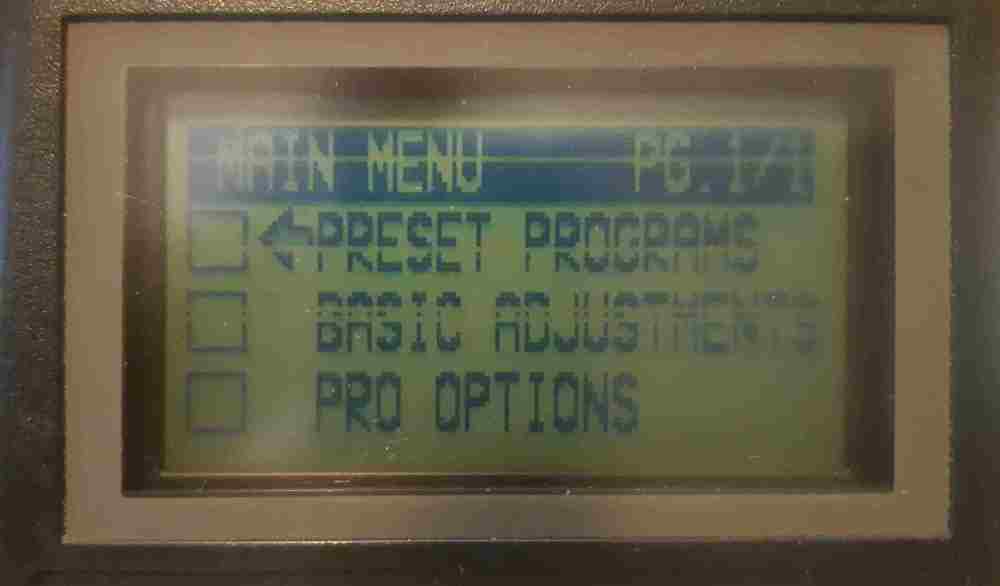 MAIN MENU PG.1/1
PRESET PROGRAMS
BASIC ADJUSTMENTS
PRO OPTIONS